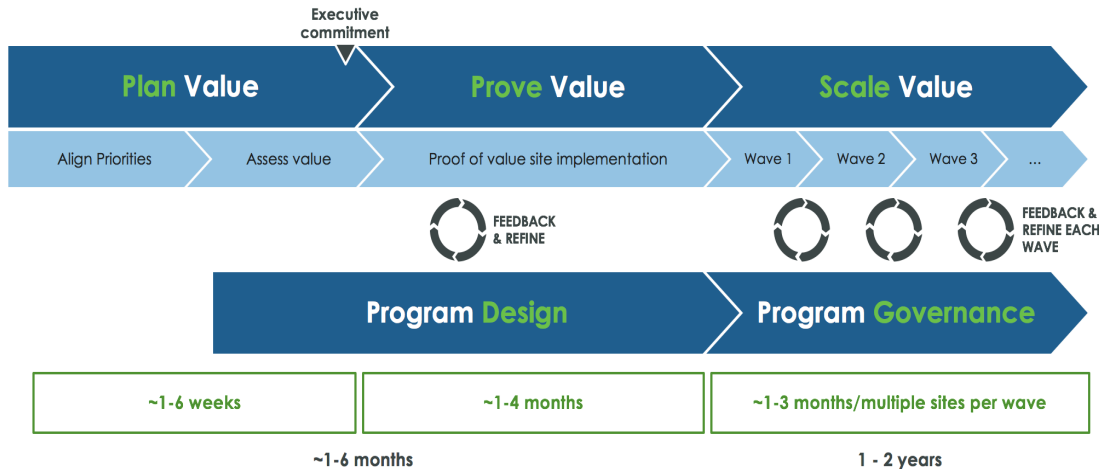 Executive
commitment
Plan Value
Prove Value
Scale Value
Align Priorities
Assess value
Proof of value site implementation
Wave 1
Wave 2
Wave 3
...
FEEDBACK
& REFINE
FEEDBACK &
REFINE EACH
WAVE
Program Design
Program Governance
~1-6 weeks
~1-4 months
~1-3 months/multiple sites per wave
~1-6 months
1 - 2 years